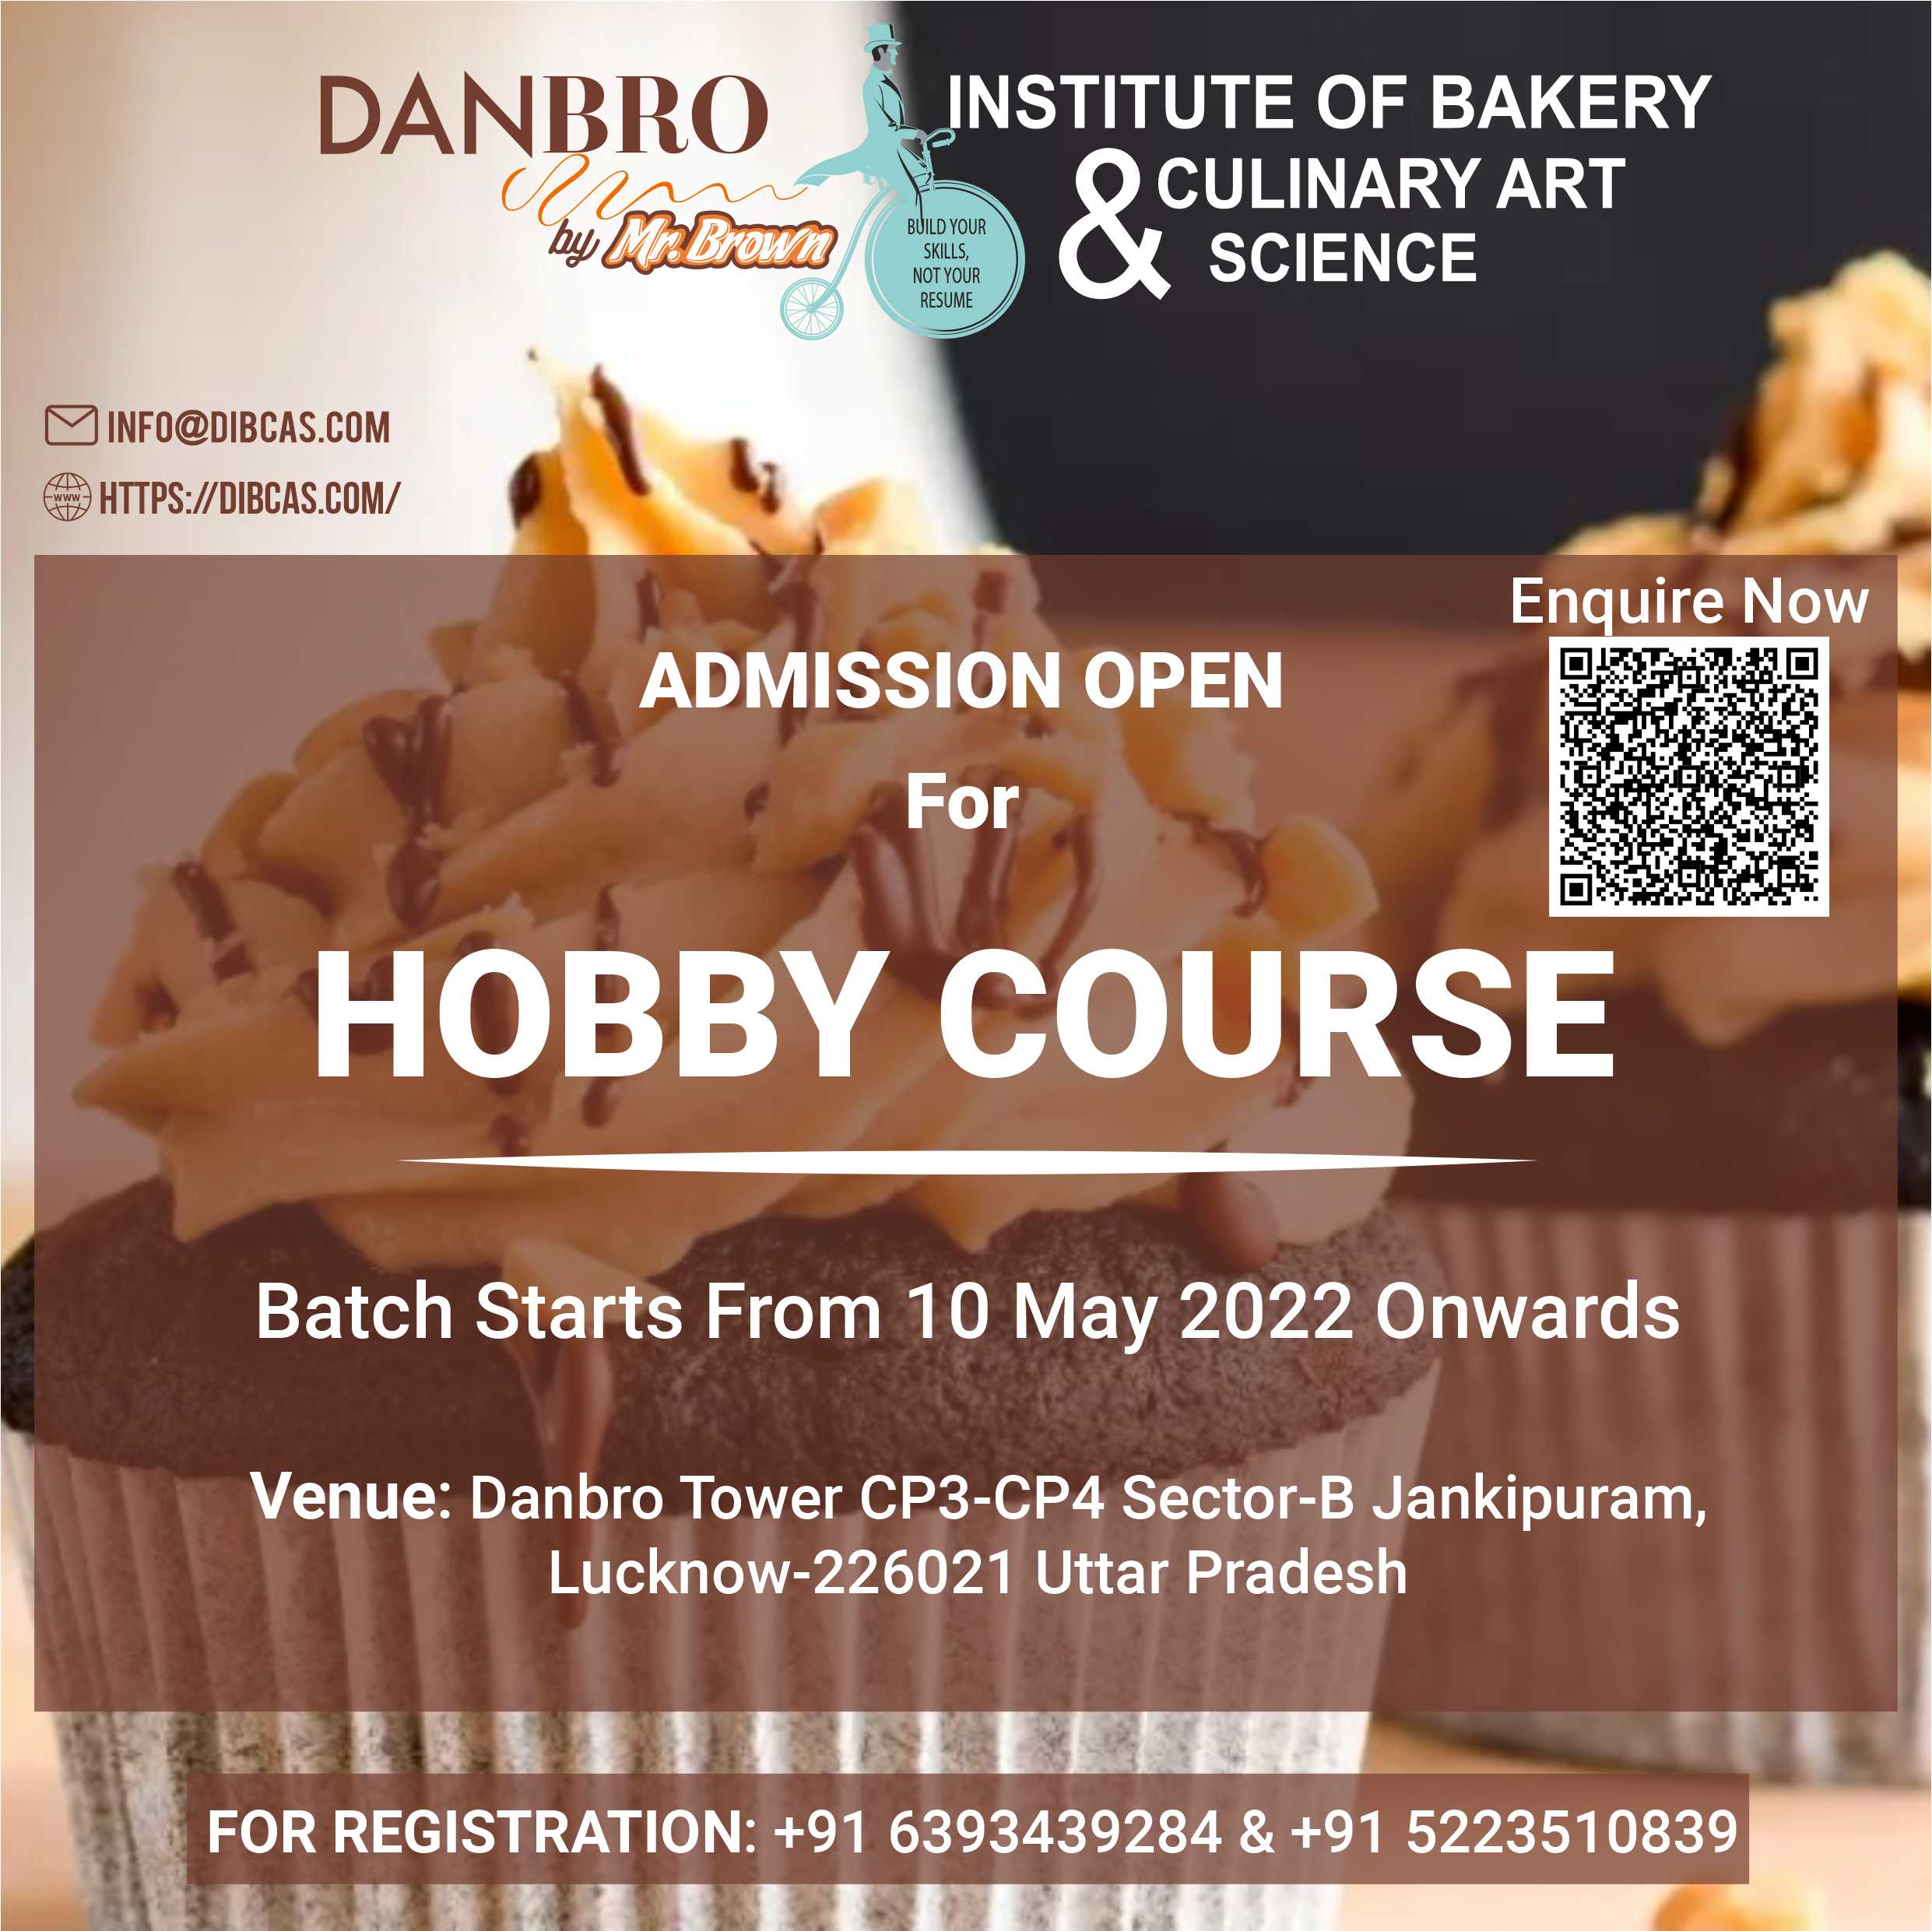 DANBRO
by Mr. Brown
BUILD YOUR
SKILLS,
NOT YOUR
RESUME
INSTITUTE OF BAKERY
& CULINARY ART
SCIENCE
INFO@DIBCAS.COM
WWW HTTPS://DIBCAS.COM/
Enquire Now
ADMISSION OPEN
For
HOBBY COURSE
Batch Starts From 10 May 2022 Onwards
Venue: Danbro Tower CP3-CP4 Sector-B Jankipuram,
Lucknow-226021 Uttar Pradesh
FOR REGISTRATION: +91 6393439284 & +91 5223510839